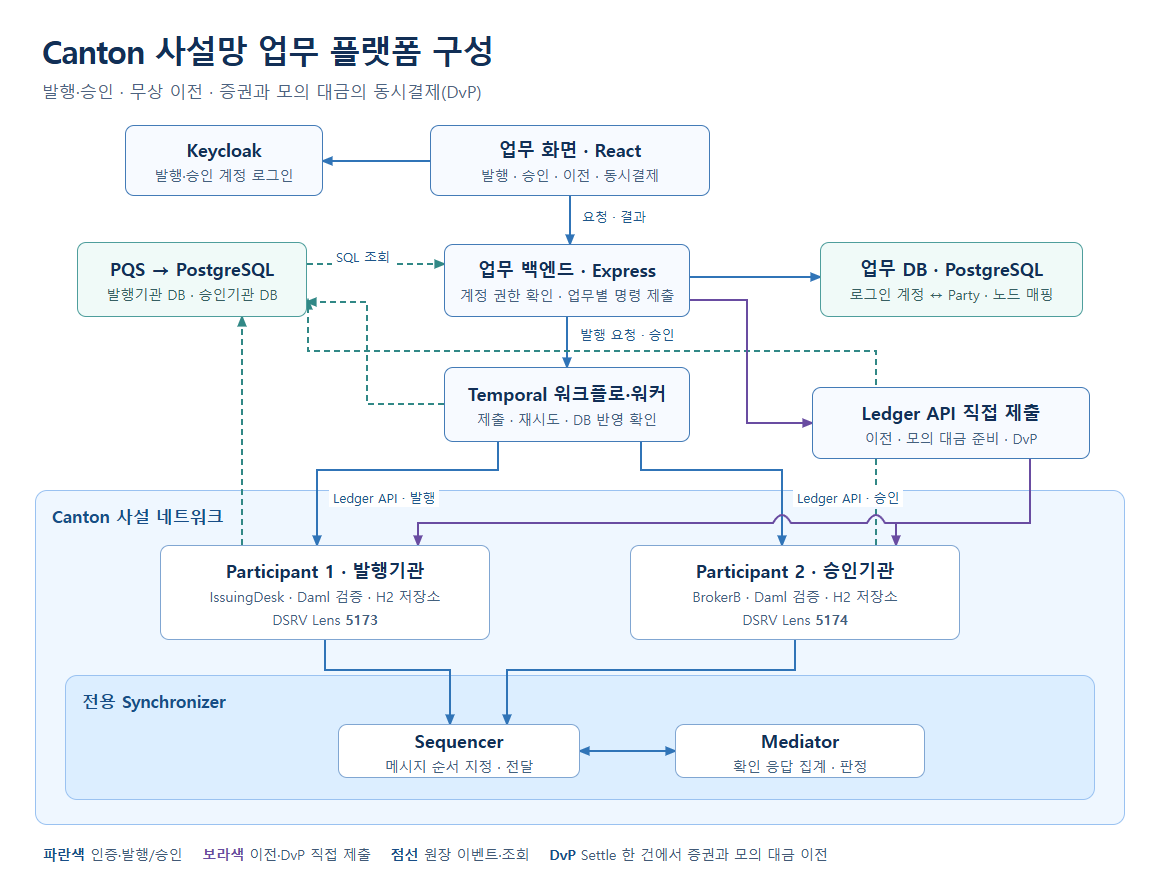 Canton 사설망 업무 플랫폼 구성
발행·승인 · 무상 이전 · 증권과 모의 대금의 동시결제(DvP)
Keycloak
발행·승인 계정 로그인
업무 화면 · React
발행 · 승인 · 이전 · 동시결제
요청 · 결과
PQS → PostgreSQL
발행기관 DB · 승인기관 DB
SQL 조회
업무 백엔드 · Express
계정 권한 확인 · 업무별 명령 제출
업무 DB · PostgreSQL
로그인 계정 ↔ Party · 노드 매핑
발행 요청 · 승인
Temporal 워크플로·워커
제출 · 재시도 · DB 반영 확인
Ledger API 직접 제출
이전 · 모의 대금 준비 · DvP
Ledger API · 발행
Ledger API · 승인
Canton 사설 네트워크
Participant 1 · 발행기관
IssuingDesk · Daml 검증 · H2 저장소
DSRV Lens 5173
Participant 2 · 승인기관
BrokerB · Daml 검증 · H2 저장소
DSRV Lens 5174
전용 Synchronizer
Sequencer
메시지 순서 지정 · 전달
Mediator
확인 응답 집계 · 판정
파란색 인증·발행/승인 보라색 이전·DvP 직접 제출 점선 원장 이벤트·조회 DvP Settle 한 건에서 증권과 모의 대금 이전